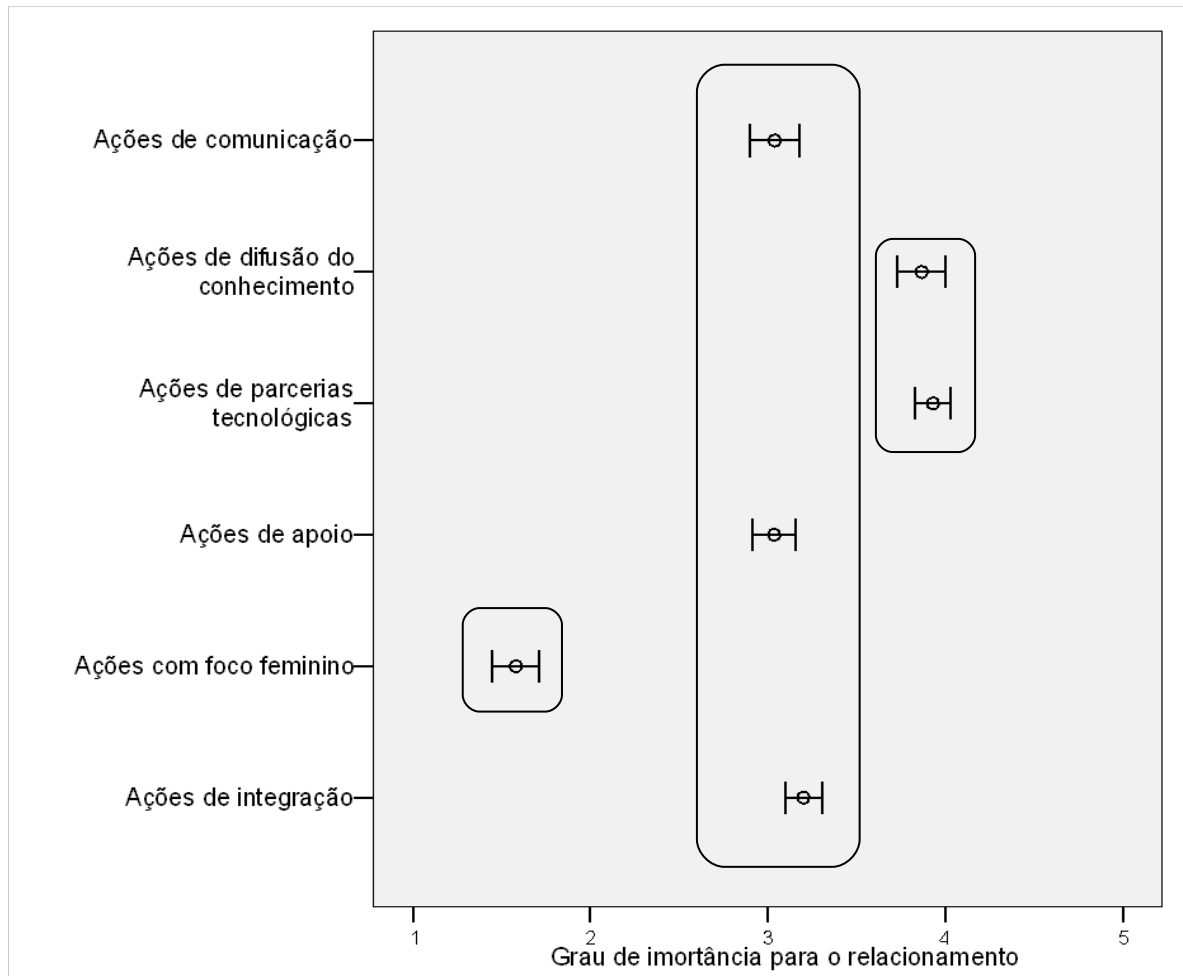 Ações de comunicação
Ações de difusão do
conhecimento
Ações de parcerias
tecnológicas
Ações de apoio
Ações com foco feminino
Ações de integração
1 2 3 4 5
Grau de imortância para o relacionamento